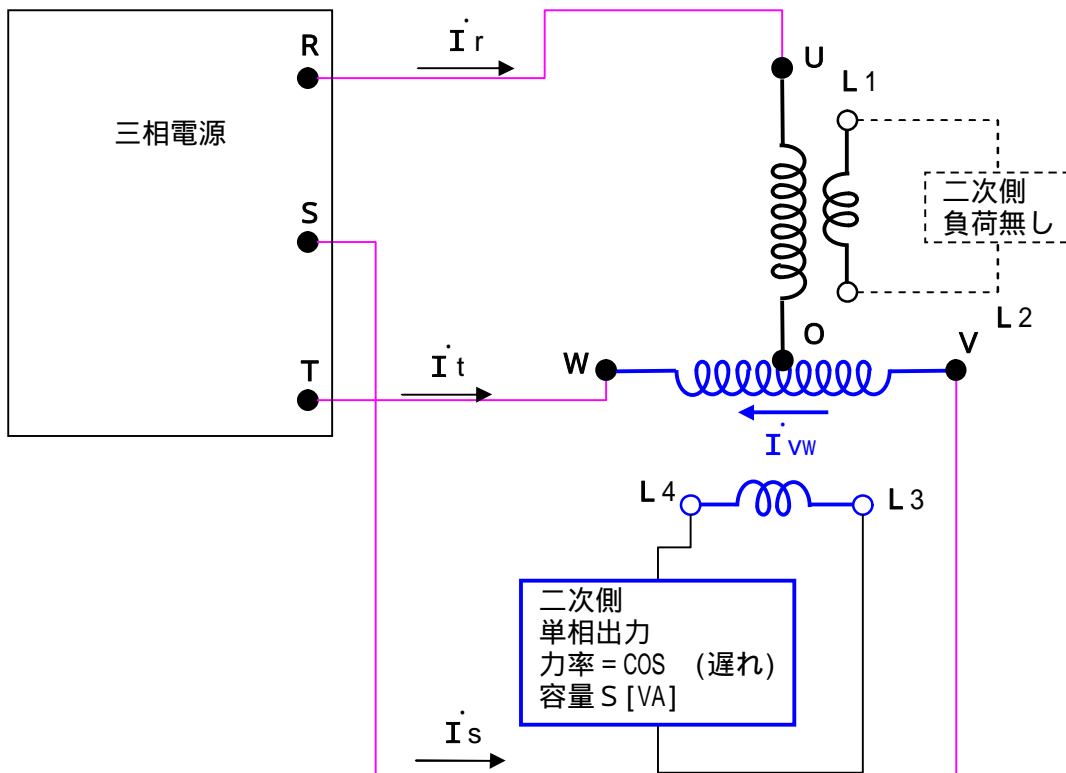 三相電源
R
S
T
İr
U
L1
二次側
負荷無し
L2
O
W
V
İt
İvw
L4
L3
二次側
単相出力
力率 = COS (遅れ)
容量S [VA]
İs